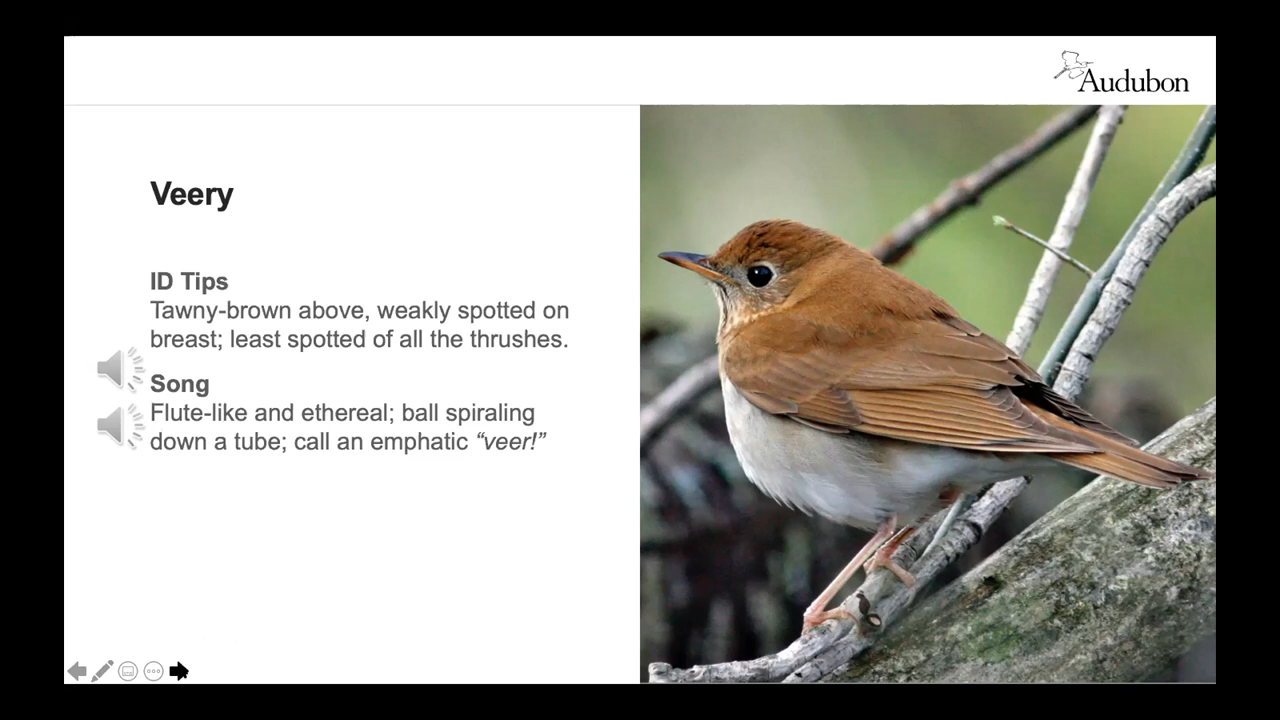 Audubon
Veery
ID Tips
Tawny-brown above, weakly spotted on
breast; least spotted of all the thrushes.
Song
Flute-like and ethereal; ball spiraling
down a tube; call an emphatic “veer!”